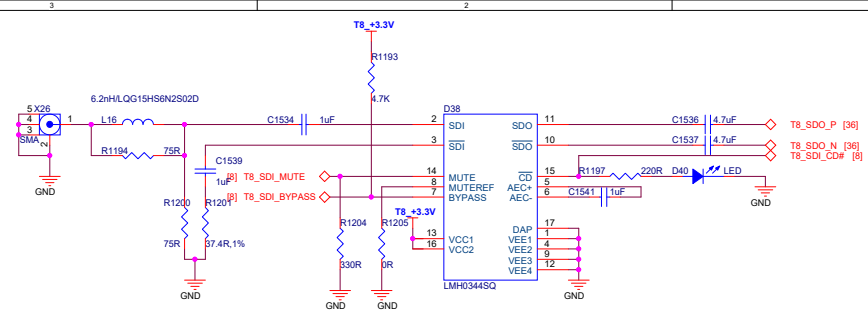 3
2
T8_+3.3V
R1193
4.7K
6.2nH/LQG15HS6N2S02D
D38
5 X26
4
3
SMA
2
1
L16
C1534
1uF
2
SDI
SDO
11
C1536
4.7uF
T8_SDO_P [36]
3
SDI
SDO
10
C1537
4.7uF
T8_SDO_N [36]
T8_SDI_CD# [8]
R1194
75R
C1539
1uF
[8] T8_SDI_MUTE
[8] T8_SDI_BYPASS
14
MUTE
8
MUTEREF
7
BYPASS
CD
15
R1197
220R
D40
LED
AEC+
5
AEC-
6
C1541
1uF
GND
GND
R1200
75R
R1201
37.4R,1%
GND
T8_+3.3V
R1204
330R
R1205
0R
GND
GND
13
VCC1
16
VCC2
DAP
17
VEE1
1
VEE2
4
VEE3
9
VEE4
12
LMH0344SQ
GND